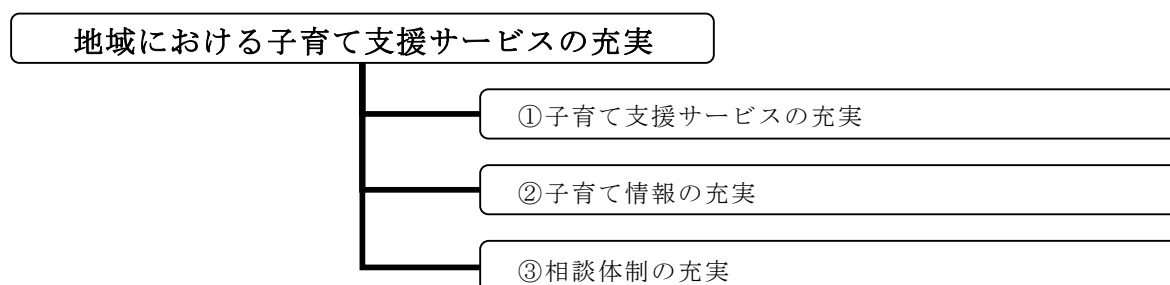 地域における子育て支援サービスの充実
①子育て支援サービスの充実
②子育て情報の充実
③相談体制の充実